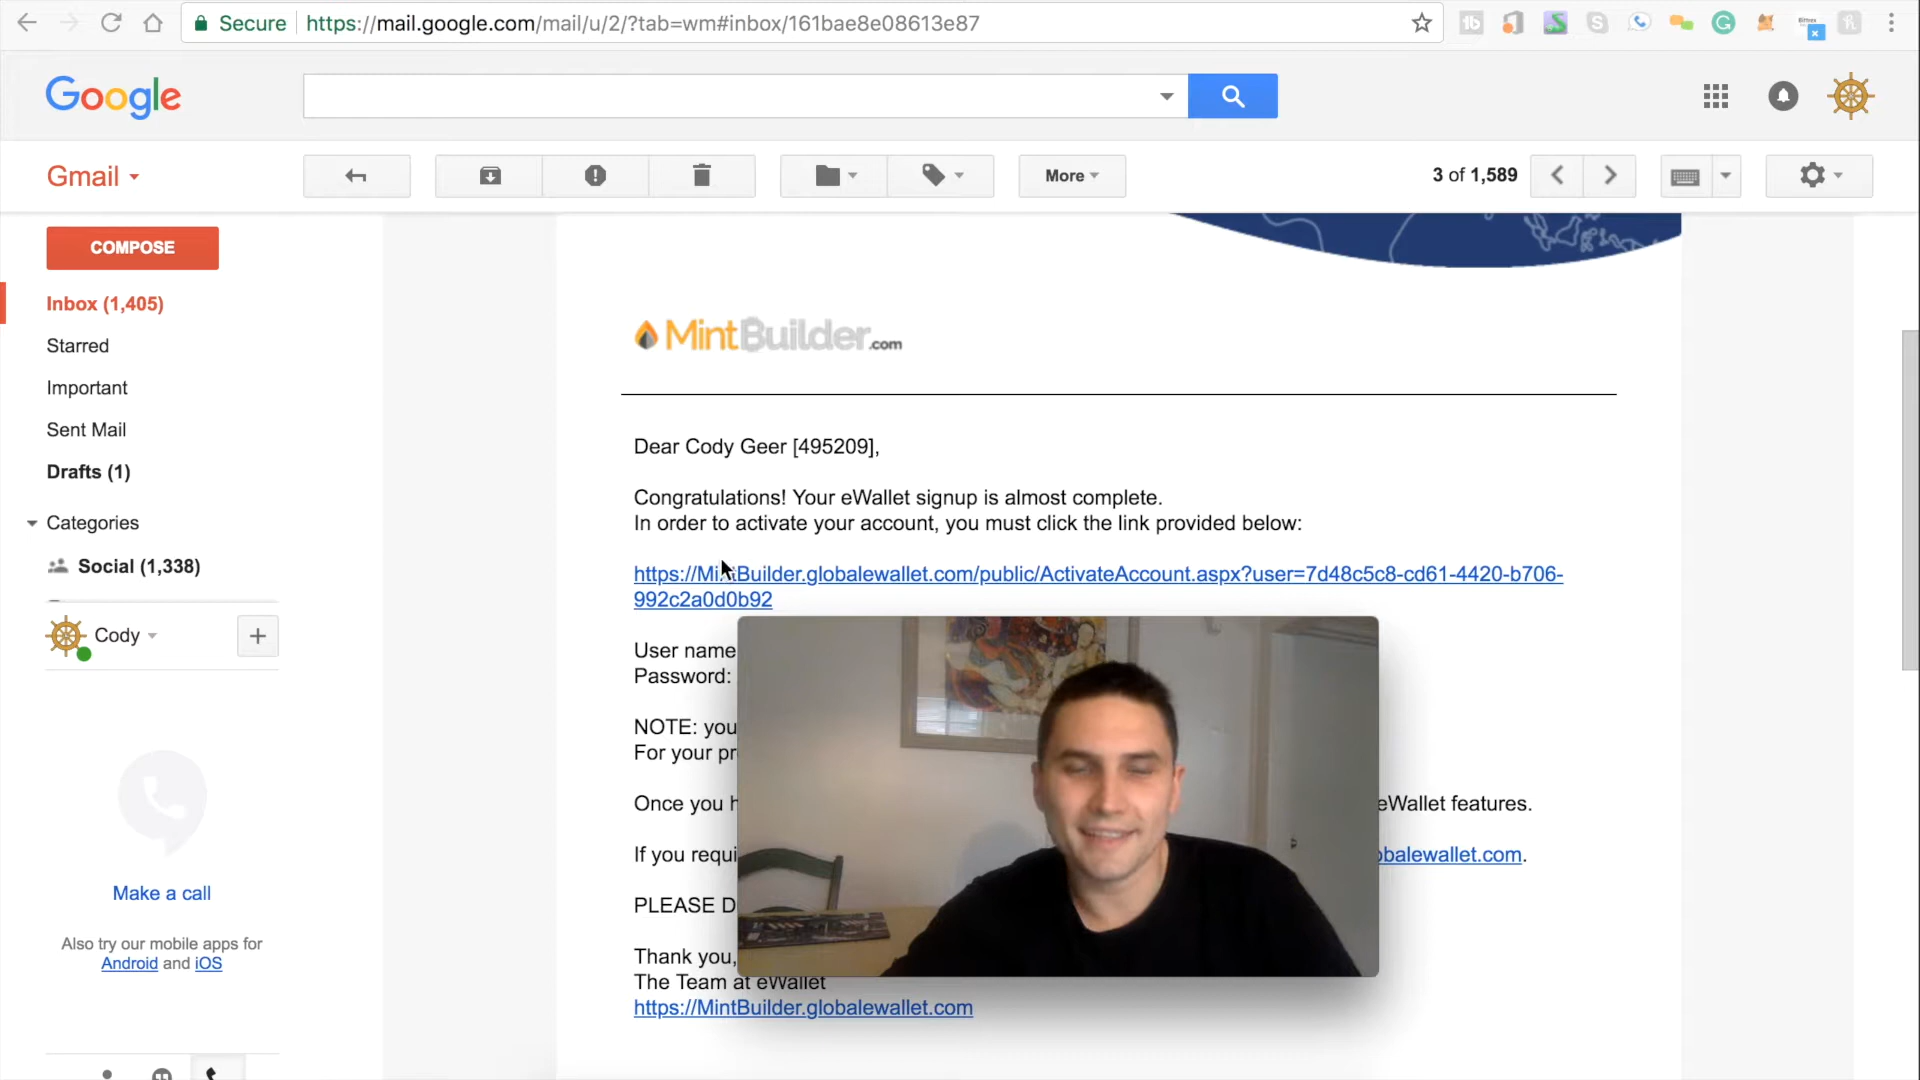 Secure
https://mail.google.com/mail/u/2/?tab=wm#inbox/161bae8e08613e87
Google
Gmail
More
3 of 1,589
COMPOSE
Inbox (1,405)
Starred
Important
Sent Mail
Drafts (1)
Categories
Social (1,338)
Cody
Make a call
Also try our mobile apps for
Android and iOS
MintBuilder.com
Dear Cody Geer [495209],
Congratulations! Your eWallet signup is almost complete.
In order to activate your account, you must click the link provided below:
https://MintBuilder.globalewallet.com/public/ActivateAccount.aspx?user=7d48c5c8-cd61-4420-b706-
992c2a0d0b92
User name
Password:
NOTE: you
For your
Once you eWallet features.
If you balewallet.com.
PLEASE
Thank you,
The Team at eWallet
https://MintBuilder.globalewallet.com